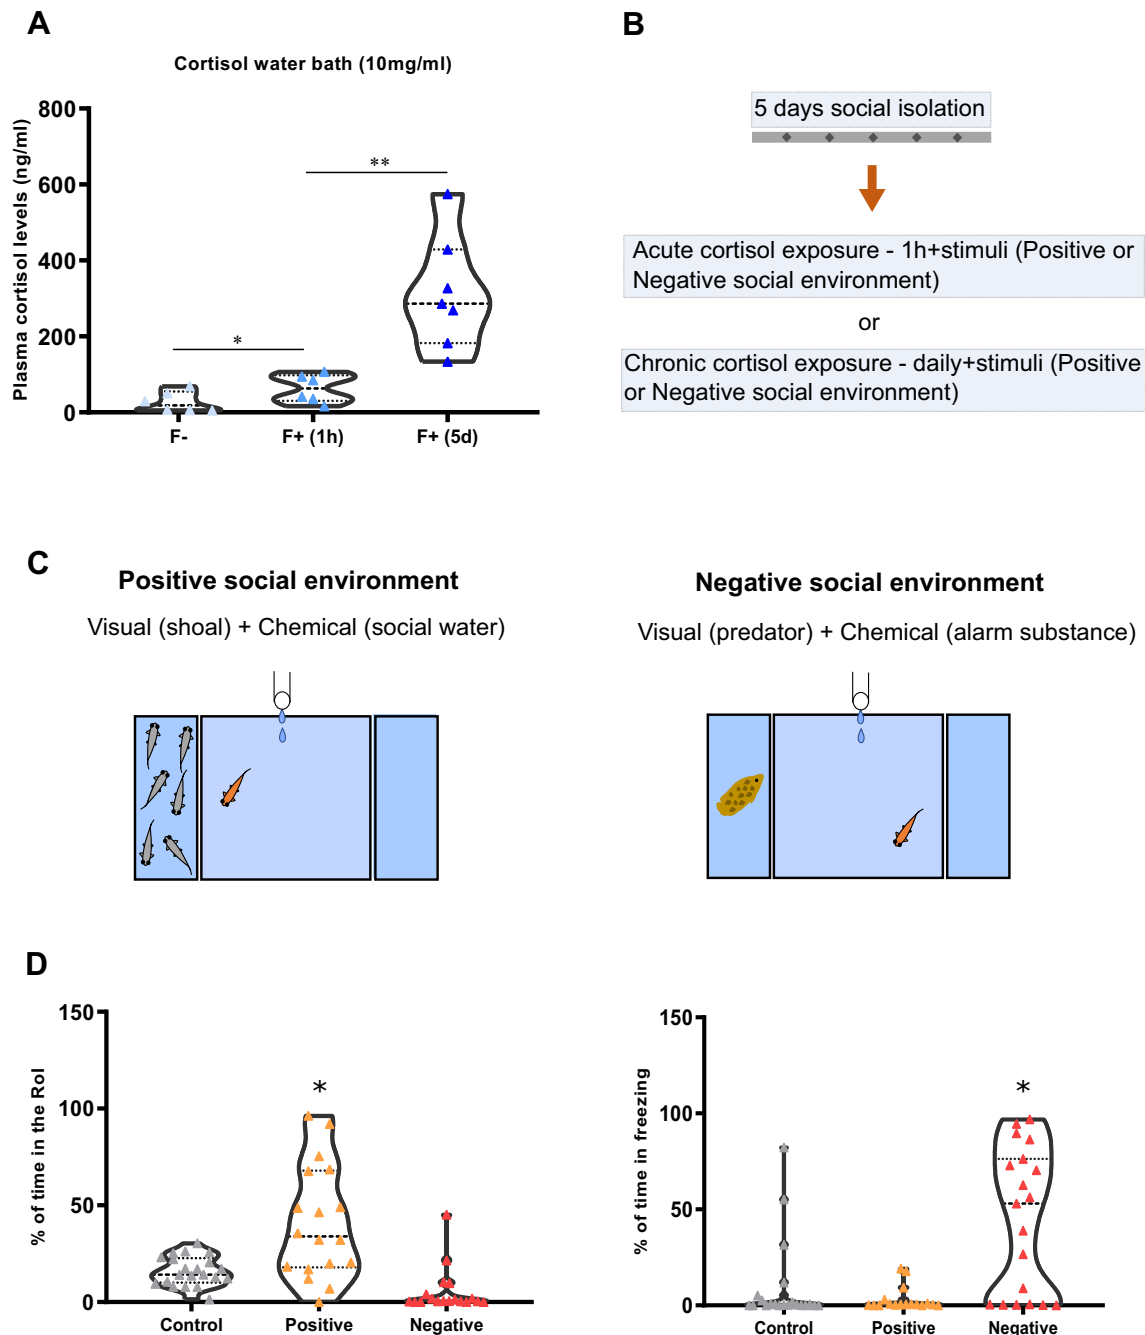 A
Cortisol water bath (10mg/ml)
Plasma cortisol levels (ng/ml)
800
600
400
200
0
*
**
F-
F+ (1h)
F+ (5d)
B
5 days social isolation
Acute cortisol exposure - 1h+stimuli (Positive or
Negative social environment)
or
Chronic cortisol exposure - daily+stimuli (Positive
or Negative social environment)
C
Positive social environment
Visual (shoal) + Chemical (social water)
Negative social environment
Visual (predator) + Chemical (alarm substance)
D
% of time in the RoI
150
100
50
0
*
Control
Positive
Negative
% of time in freezing
150
100
50
0
*
Control
Positive
Negative